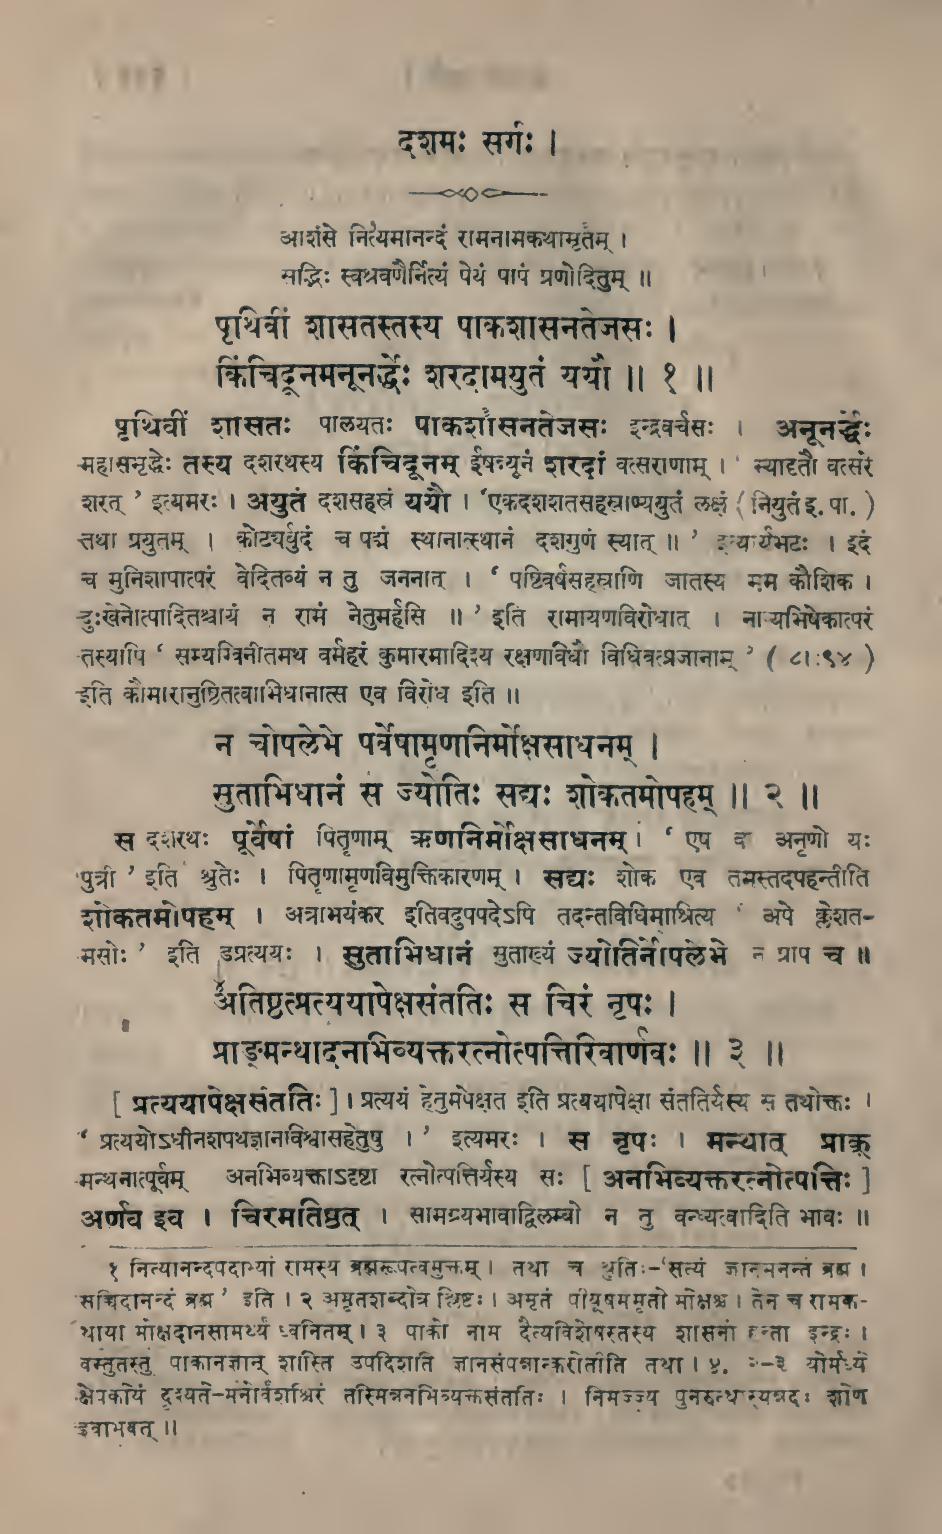 दशमः सर्गः ।
आशंसे नित्यमानन्दं रामनामकथामृतम् ।
सद्भिः स्वश्रवणैर्नित्यं पेयं पापं प्रणोदितुम् ॥
पृथिवीं शासतस्तस्य पाकशासनतेजसः ।
किंचिदूनमनूनर्द्धेः शरदामयुतं ययौ ॥ १ ॥
पृथिवीं शासतः पालयतः पाकशासनतेजसः इन्द्रवर्चसः । अनूनर्द्धेः
महासमृद्धेः तस्य दशरथस्य किंचिदूनम् ईषन्न्यूनं शरदां वत्सराणाम् । ' स्यादृतौ वत्सरे
शरत् ' इत्यमरः । अयुतं दशसहस्रं ययौ । 'एकदशशतसहस्राण्ययुतं लक्षं ( नियुतं इ. पा. )
तथा प्रयुतम् । कोट्यर्बुदं च पद्मं स्थानात्स्थानं दशगुणं स्यात् ॥ ' इत्यार्यभटः । इदं
च मुनिशापात्परं वेदितव्यं न तु जननात् । ' षष्टिवर्षसहस्राणि जातस्य मम कौशिक ।
दुःखेनोत्पादितश्चायं न रामं नेतुमर्हसि ॥ ' इति रामायणविरोधात् । नाप्यभिषेकात्परं
तस्यापि ' सम्यग्विनीतमथ वर्महरं कुमारमादिश्य रक्षणविधौ विधिवत्प्रजानाम् ' ( ८।९४ )
इति कौमारानुष्ठितत्वाभिधानात्स एव विरोध इति ॥
न चोपलेभे पूर्वेषामृणनिर्मोक्षसाधनम् ।
सुताभिधानं स ज्योतिः सद्यः शोकतमोपहम् ॥ २ ॥
स दशरथः पूर्वेषां पितॄणाम् ऋणनिर्मोक्षसाधनम् । ' एष वा अनृणो यः
पुत्री ' इति श्रुतेः । पितॄणामृणविमुक्तिकारणम् । सद्यः शोक एव तमस्तदपहन्तीति
शोकतमोपहम् । अत्राभयंकर इतिवदुपपदेऽपि तदन्तविधिमाश्रित्य ' अपे क्लेशत-
मसोः ' इति डप्रत्ययः । सुताभिधानं सुताख्यं ज्योतिर्नोपलेभे न प्राप च ॥
अतिष्ठत्प्रत्ययापेक्षसंततिः स चिरं नृपः ।
प्राङ्मन्थादनाभिव्यक्तरत्नोत्पत्तिरिवार्णवः ॥ ३ ॥
[ प्रत्ययापेक्षसंततिः ] । प्रत्ययं हेतुमपेक्षत इति प्रत्ययापेक्षा संततिर्यस्य स तथोक्तः ।
' प्रत्ययोऽधीनशपथज्ञानविश्वासहेतुषु । ' इत्यमरः । स नृपः । मन्थात् प्राक्
मन्थनात्पूर्वम् अनभिव्यक्ताऽदृष्टा रत्नोत्पत्तिर्यस्य सः [ अनभिव्यक्तरत्नोत्पत्तिः ]
अर्णव इव । चिरमतिष्ठत् । सामग्र्यभावाद्विलम्बो न तु वन्ध्यत्वादिति भावः ॥
१ नित्यानन्दपदाभ्यां रामस्य ब्रह्मरूपत्वमुक्तम् । तथा च श्रुतिः-'सत्यं ज्ञानमनन्तं ब्रह्म ।
सच्चिदानन्दं ब्रह्म ' इति । २ अमृतशब्दोत्र श्लिष्टः । अमृतं पीयूषममृतो मोक्षश्च । तेन च रामक-
थाया मोक्षदानसामर्थ्यं ध्वनितम् । ३ पाको नाम दैत्यविशेषस्तस्य शासनो हन्ता इन्द्रः ।
वस्तुतस्तु पाकानज्ञान् शास्ति उपदिशति ज्ञानसंपन्नान्करोतीति तथा । ४. २-३ योर्मध्ये
क्षेपकोयं दृश्यते-मनोर्वंशश्चिरं तस्मिन्ननभिव्यक्तसंततिः । निमज्ज्य पुनरुत्थास्यन्नदः शोण
इवाभवत् ॥